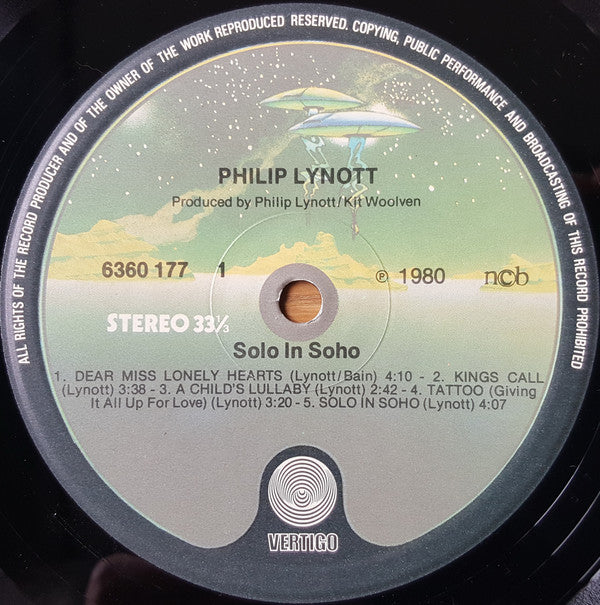 ALL RIGHTS OF THE RECORD PRODUCER AND OF THE OWNER OF THE WORK REPRODUCED RESERVED. COPYING, PUBLIC PERFORMANCE AND BROADCASTING OF THIS RECORD PROHIBITED
PHILIP LYNOTT
Produced by Philip Lynott/Kit Woolven
6360 177 1 ℗ 1980 ncb
STEREO 33⅓
Solo In Soho
1. DEAR MISS LONELY HEARTS (Lynott/Bain) 4:10 - 2. KINGS CALL
(Lynott) 3:38 - 3. A CHILD'S LULLABY (Lynott) 2:42 - 4. TATTOO (Giving
It All Up For Love) (Lynott) 3:20 - 5. SOLO IN SOHO (Lynott) 4:07
VERTIGO